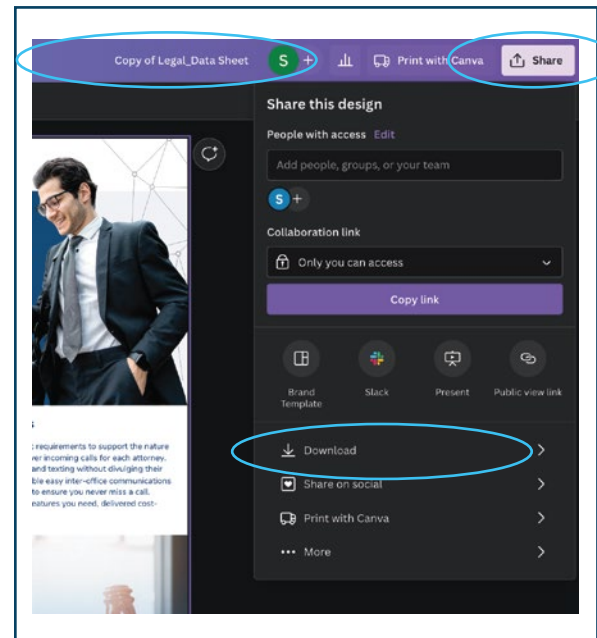 Copy of Legal_Data Sheet
S +
Print with Canva
Share
Share this design
People with access Edit
Add people, groups, or your team
S +
Collaboration link
Only you can access
Copy link
Brand
Template
Slack
Present
Public view link
Download
Share on social
Print with Canva
More
requirements to support the nature
er incoming calls for each attorney.
and texting without divulging their
ble easy inter-office communications
to ensure you never miss a call.
eatures you need, delivered cost-